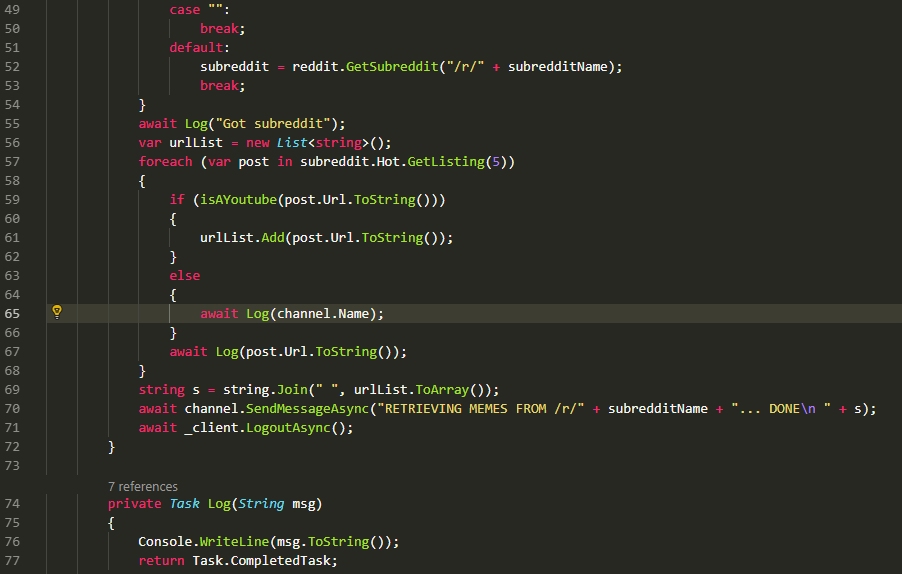 49 case "":
50 break;
51 default:
52 subreddit = reddit.GetSubreddit("/r/" + subredditName);
53 break;
54 }
55 await Log("Got subreddit");
56 var urlList = new List<string>();
57 foreach (var post in subreddit.Hot.GetListing(5))
58 {
59 if (isAYoutube(post.Url.ToString()))
60 {
61 urlList.Add(post.Url.ToString());
62 }
63 else
64 {
65 await Log(channel.Name);
66 }
67 await Log(post.Url.ToString());
68 }
69 string s = string.Join(" ", urlList.ToArray());
70 await channel.SendMessageAsync("RETRIEVING MEMES FROM /r/" + subredditName + "... DONE\n " + s);
71 await _client.LogoutAsync();
72 }
73
7 references
74 private Task Log(String msg)
75 {
76 Console.WriteLine(msg.ToString());
77 return Task.CompletedTask;